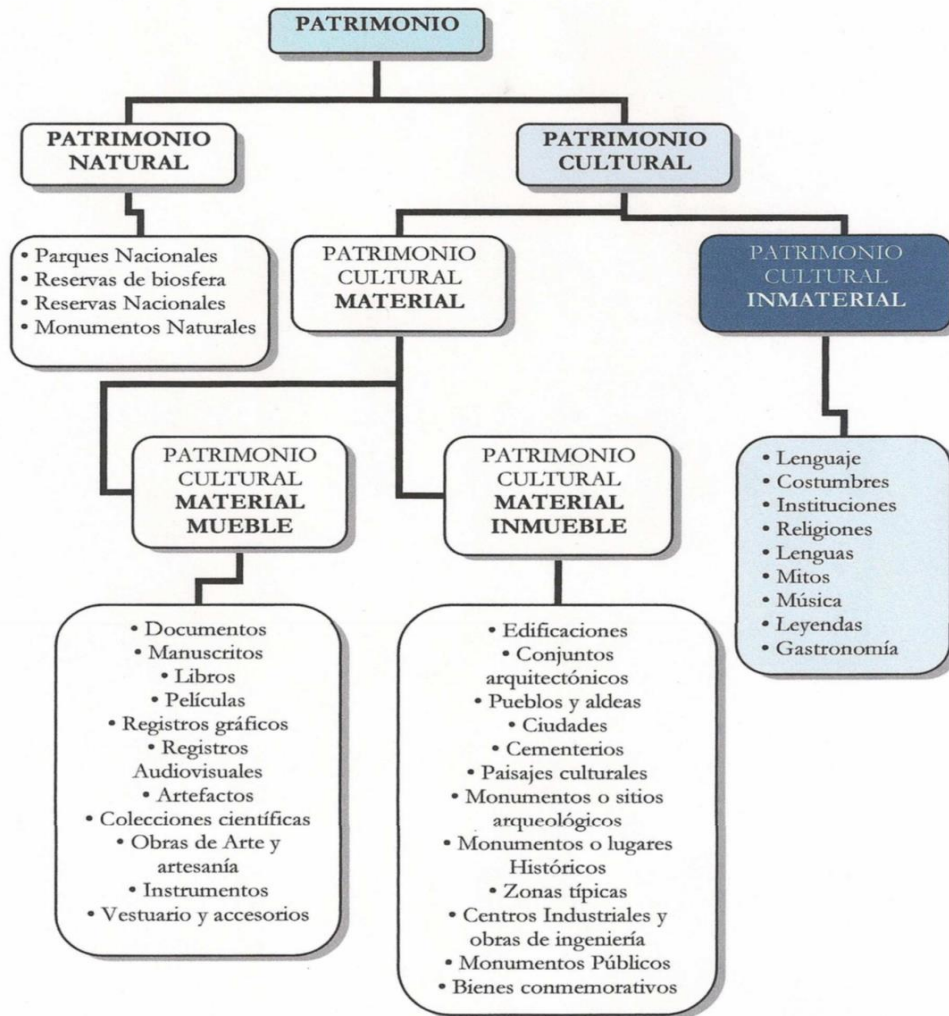 PATRIMONIO
PATRIMONIO
NATURAL
PATRIMONIO
CULTURAL
• Parques Nacionales
• Reservas de biosfera
• Reservas Nacionales
• Monumentos Naturales
PATRIMONIO
CULTURAL
MATERIAL
PATRIMONIO
CULTURAL
INMATERIAL
PATRIMONIO
CULTURAL
MATERIAL
MUEBLE
PATRIMONIO
CULTURAL
MATERIAL
INMUEBLE
• Lenguaje
• Costumbres
• Instituciones
• Religiones
• Lenguas
• Mitos
• Música
• Leyendas
• Gastronomía
• Documentos
• Manuscritos
• Libros
• Películas
• Registros gráficos
• Registros
Audiovisuales
• Artefactos
• Colecciones científicas
• Obras de Arte y
artesanía
• Instrumentos
• Vestuario y accesorios
• Edificaciones
• Conjuntos
arquitectónicos
• Pueblos y aldeas
• Ciudades
• Cementerios
• Paisajes culturales
• Monumentos o sitios
arqueológicos
• Monumentos o lugares
Históricos
• Zonas típicas
• Centros Industriales y
obras de ingeniería
• Monumentos Públicos
• Bienes conmemorativos